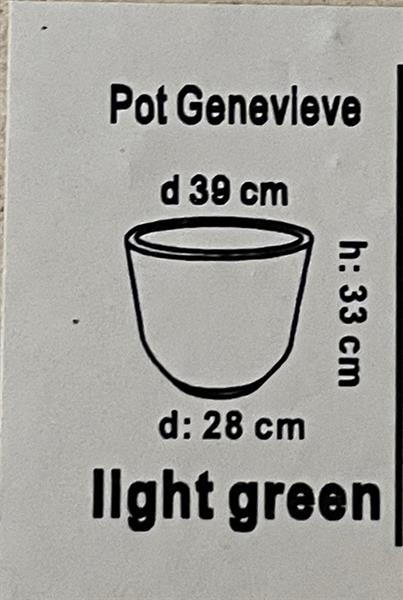 Pot Genevieve
d 39 cm
h: 33 cm
d: 28 cm
light green